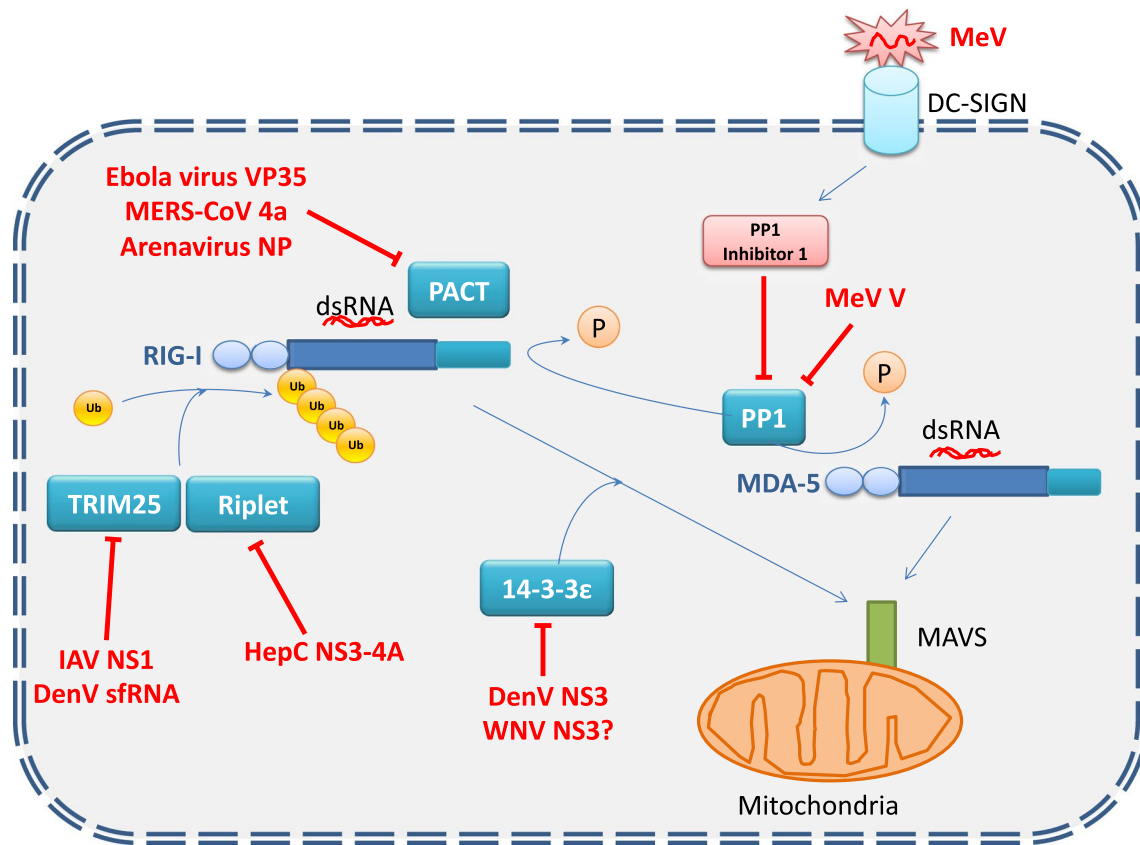 MeV
DC-SIGN
Ebola virus VP35
MERS-CoV 4a
Arenavirus NP
PP1
Inhibitor 1
PACT
MeV V
dsRNA
P
RIG-I
P
Ub
Ub
Ub
Ub
Ub
PP1
dsRNA
MDA-5
TRIM25
Riplet
14-3-3ε
IAV NS1
DenV sfRNA
HepC NS3-4A
MAVS
DenV NS3
WNV NS3?
Mitochondria